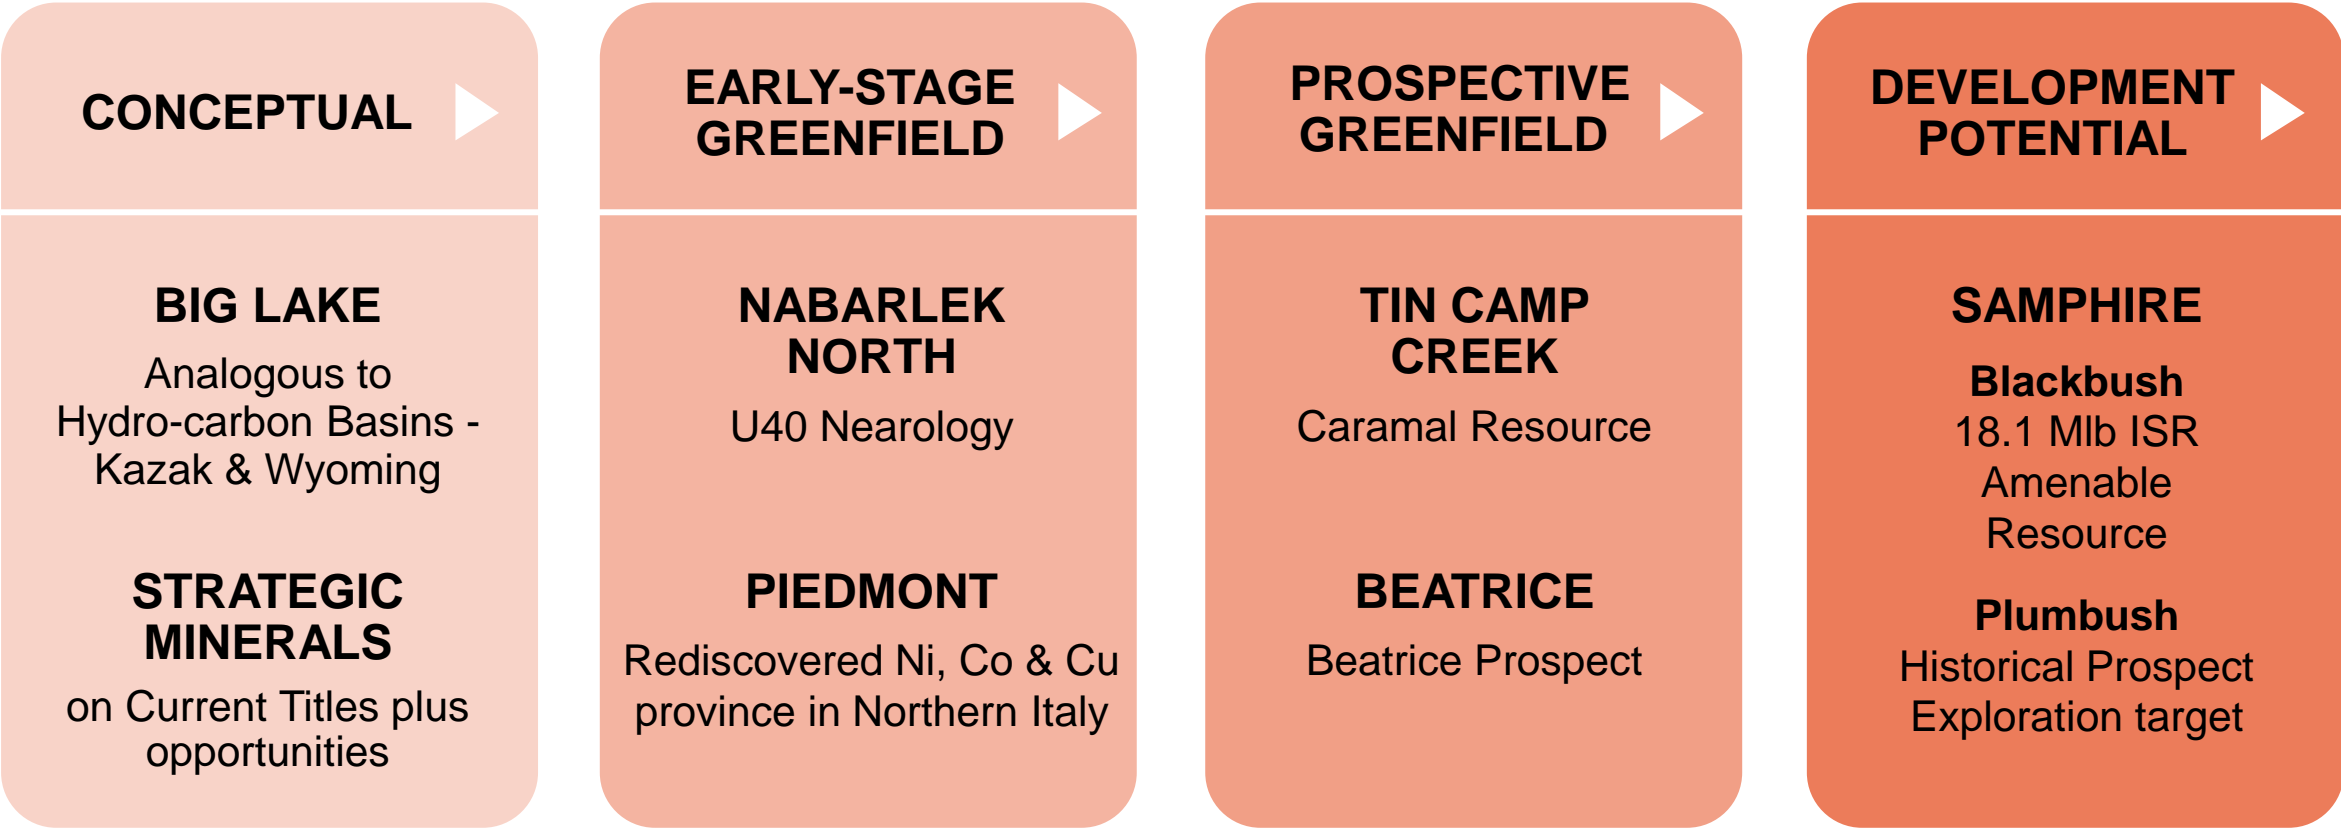 CONCEPTUAL
BIG LAKE
Analogous to
Hydro-carbon Basins -
Kazak & Wyoming
STRATEGIC
MINERALS
on Current Titles plus
opportunities
EARLY-STAGE
GREENFIELD
NABARLEK
NORTH
U40 Nearology
PIEDMONT
Rediscovered Ni, Co & Cu
province in Northern Italy
PROSPECTIVE
GREENFIELD
TIN CAMP
CREEK
Caramal Resource
BEATRICE
Beatrice Prospect
DEVELOPMENT
POTENTIAL
SAMPHIRE
Blackbush
18.1 Mlb ISR
Amenable
Resource
Plumbush
Historical Prospect
Exploration target